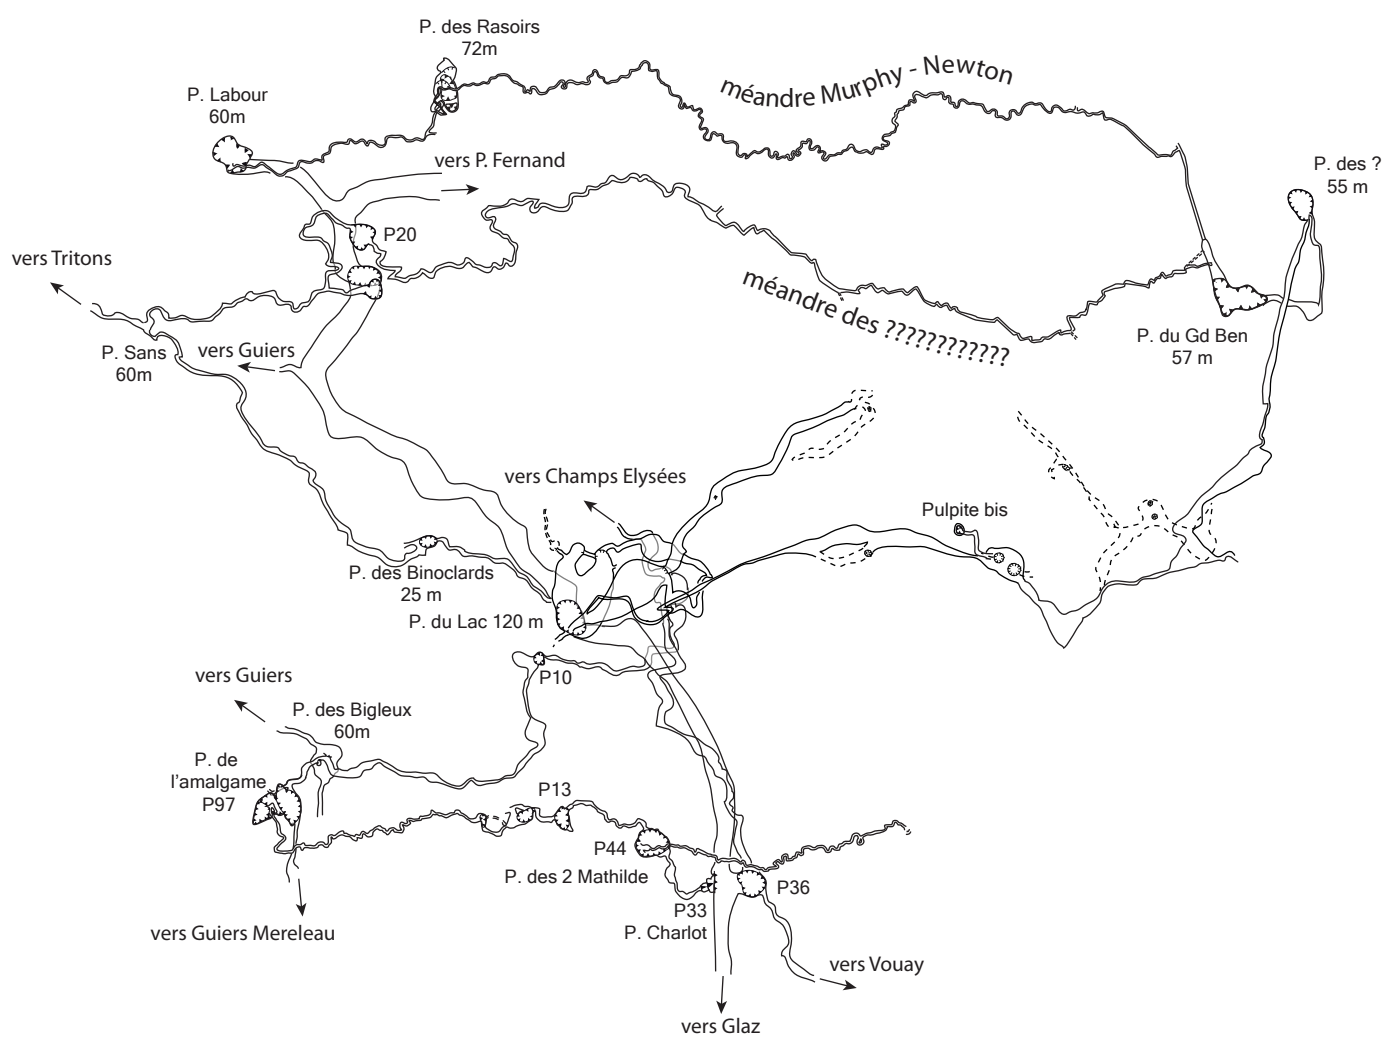 P. des Rasoirs
72m
méandre Murphy - Newton
P. Labour
60m
vers P. Fernand
P. des ?
55 m
P20
vers Tritons
méandre des ????????????
P. du Gd Ben
57 m
P. Sans
60m
vers Guiers
vers Champs Elysées
Pulpite bis
P. des Binoclards
25 m
P. du Lac 120 m
P10
vers Guiers
P. des Bigleux
60m
P. de
l'amalgame
P97
P13
P44
P. des 2 Mathilde
P36
P33
P. Charlot
vers Guiers Mereleau
vers Vouay
vers Glaz